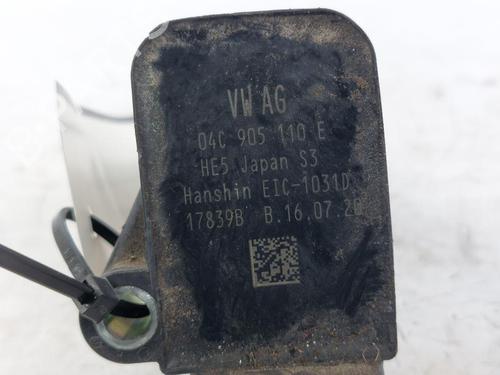 VW AG
04C 905 110 E
HE5 Japan S3
Hanshin EIC-1031D
17839B B.16.07.20